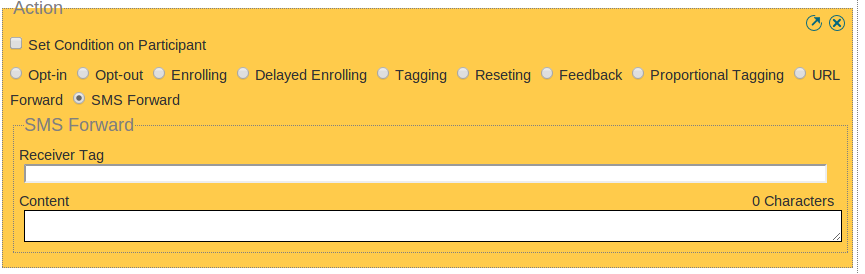 Action
Set Condition on Participant
Opt-in Opt-out Enrolling Delayed Enrolling Tagging Reseting Feedback Proportional Tagging URL
Forward SMS Forward
SMS Forward
Receiver Tag
Content 0 Characters